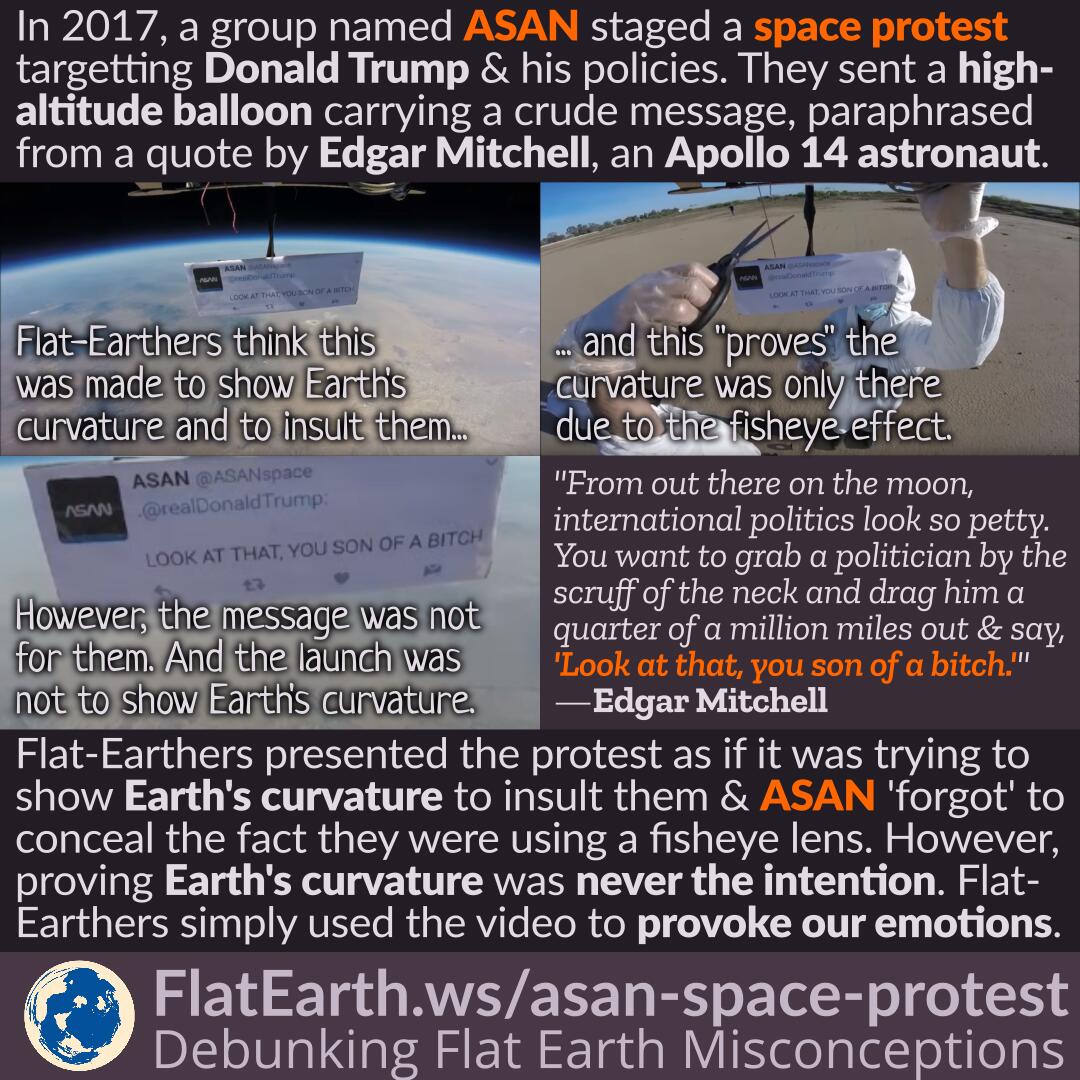 In 2017, a group named ASAN staged a space protest
targetting Donald Trump & his policies. They sent a high-
altitude balloon carrying a crude message, paraphrased
from a quote by Edgar Mitchell, an Apollo 14 astronaut.
ASAN @ASANspace
ASAN
.@realDonaldTrump:
LOOK AT THAT, YOU SON OF A BITCH
Flat-Earthers think this
was made to show Earth's
curvature and to insult them...
ASAN @ASANspace
ASAN
.@realDonaldTrump:
LOOK AT THAT, YOU SON OF A BITCH
... and this "proves" the
curvature was only there
due to the fisheye effect.
ASAN @ASANspace
ASAN
.@realDonaldTrump:
LOOK AT THAT, YOU SON OF A BITCH
However, the message was not
for them. And the launch was
not to show Earth's curvature.
"From out there on the moon,
international politics look so petty.
You want to grab a politician by the
scruff of the neck and drag him a
quarter of a million miles out & say,
'Look at that, you son of a bitch.'"
—Edgar Mitchell
Flat-Earthers presented the protest as if it was trying to
show Earth's curvature to insult them & ASAN 'forgot' to
conceal the fact they were using a fisheye lens. However,
proving Earth's curvature was never the intention. Flat-
Earthers simply used the video to provoke our emotions.
FlatEarth.ws/asan-space-protest
Debunking Flat Earth Misconceptions